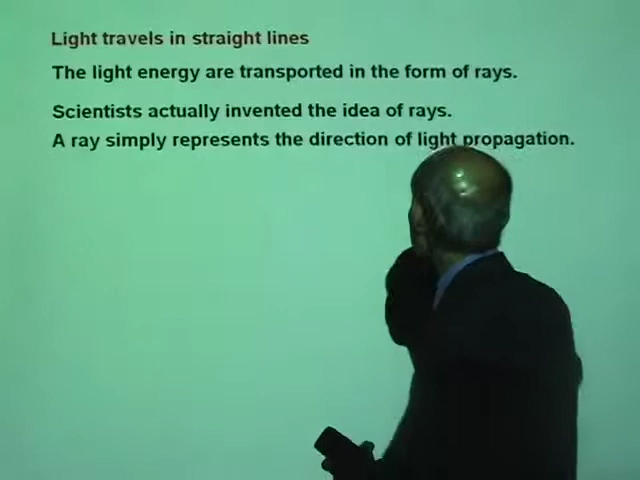 Light travels in straight lines
The light energy are transported in the form of rays.
Scientists actually invented the idea of rays.
A ray simply represents the direction of light propagation.